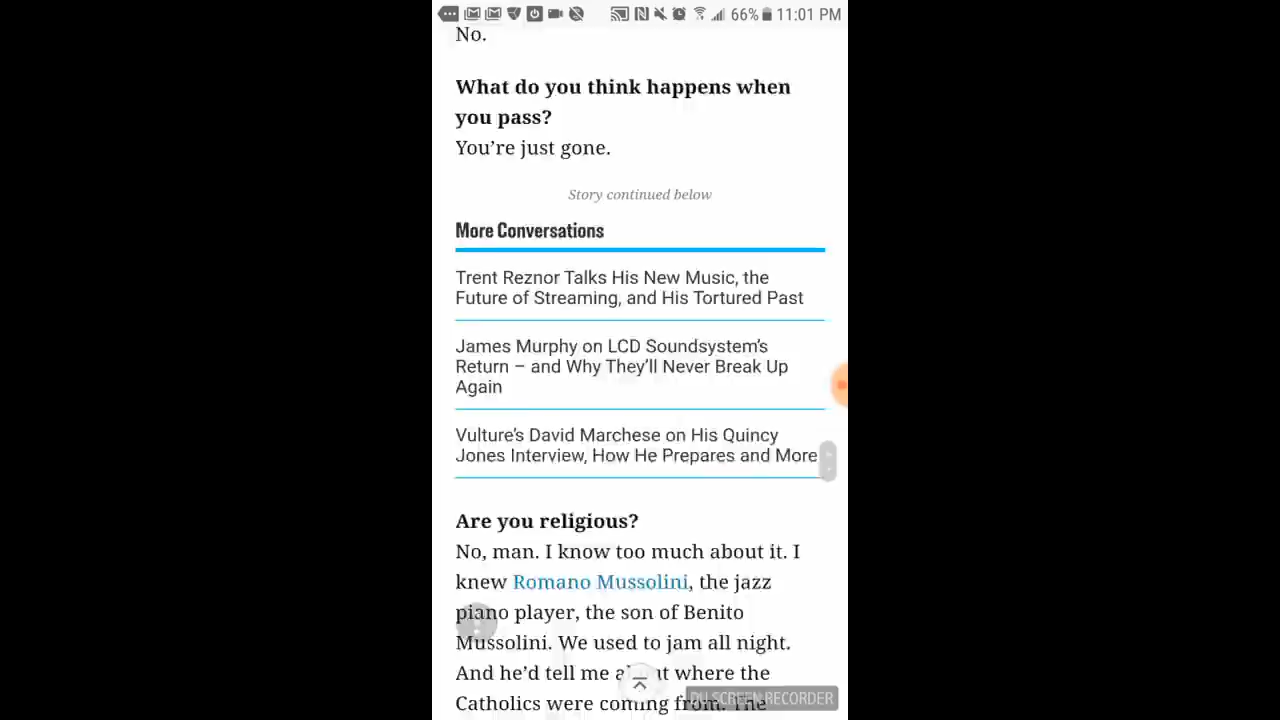 66% 11:01 PM
No.
What do you think happens when
you pass?
You’re just gone.
Story continued below
More Conversations
Trent Reznor Talks His New Music, the
Future of Streaming, and His Tortured Past
James Murphy on LCD Soundsystem’s
Return – and Why They’ll Never Break Up
Again
Vulture’s David Marchese on His Quincy
Jones Interview, How He Prepares and More
Are you religious?
No, man. I know too much about it. I
knew Romano Mussolini, the jazz
piano player, the son of Benito
Mussolini. We used to jam all night.
And he’d tell me about where the
Catholics were coming from. The
DU SCREEN RECORDER